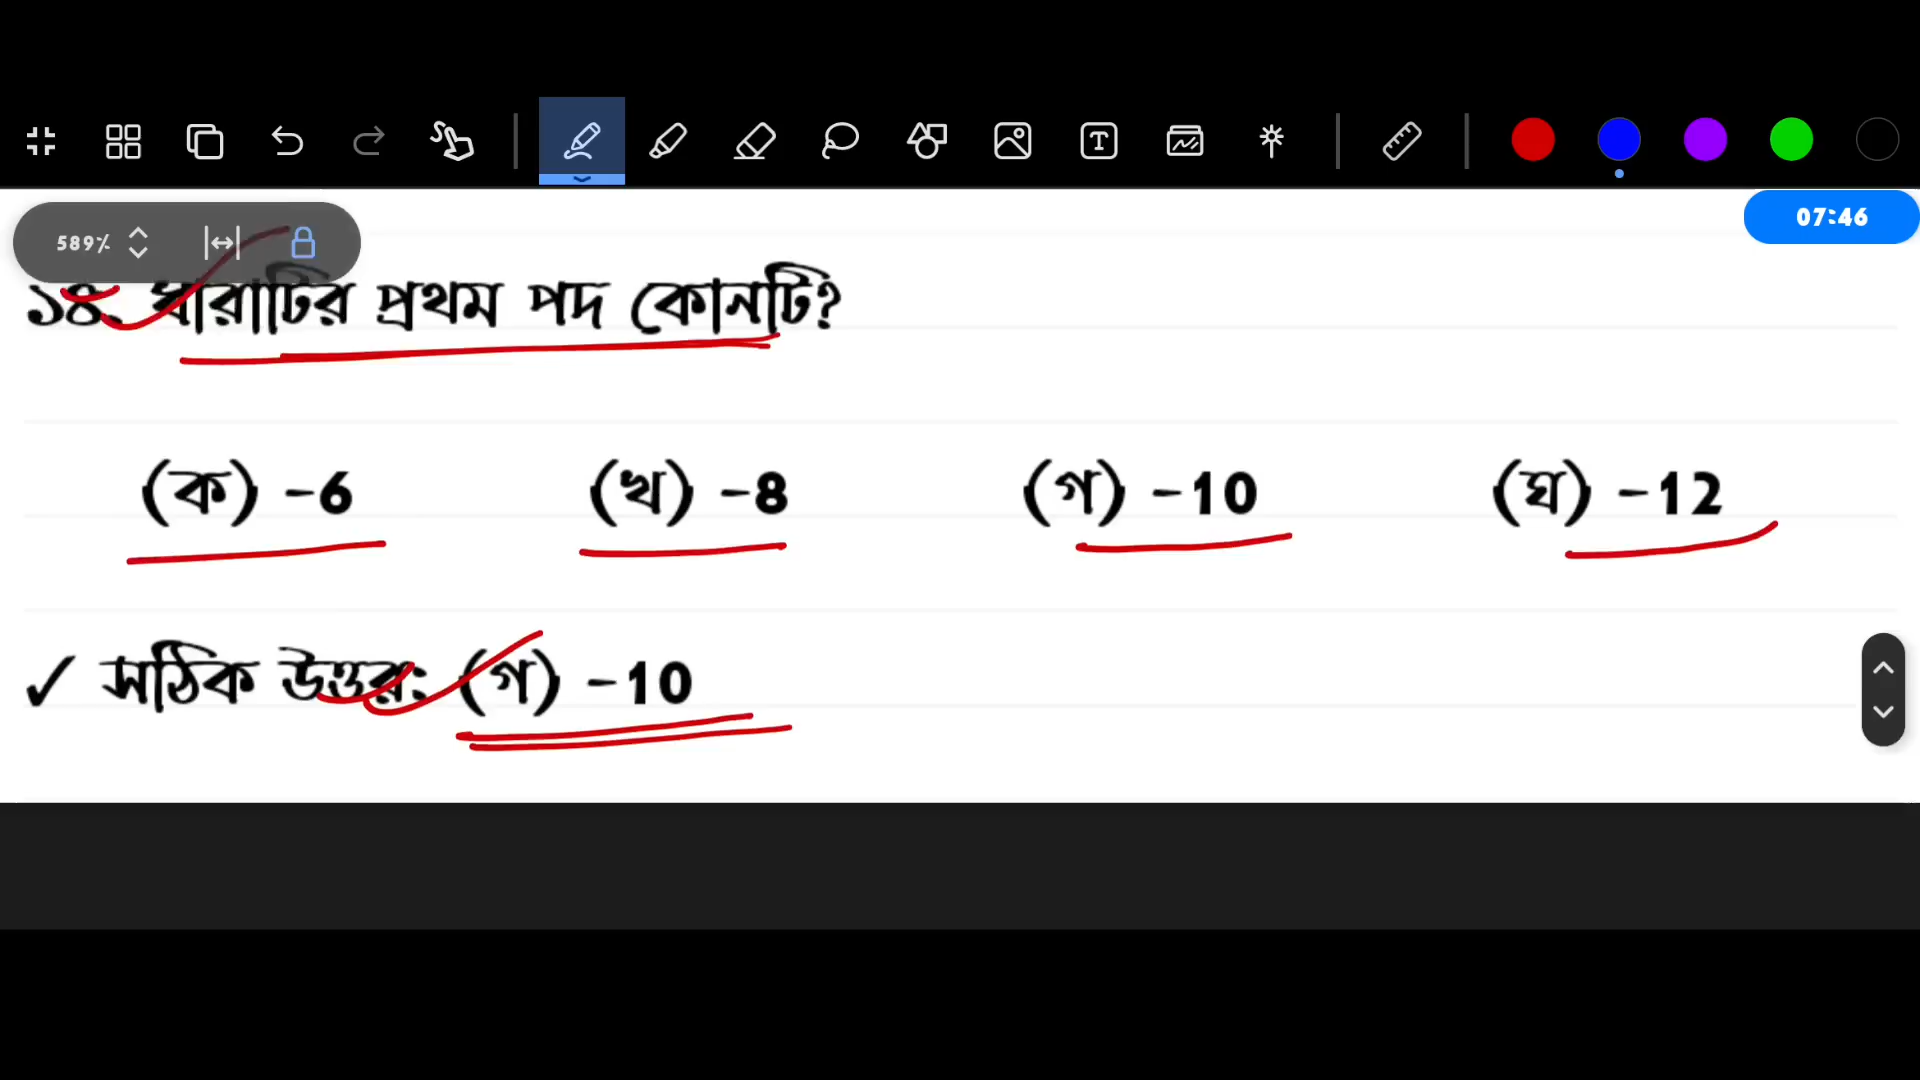 07:46
589%
১৪. ধারাটির প্রথম পদ কোনটি?
(ক) -6 (খ) -8 (গ) -10 (ঘ) -12
✓ সঠিক উত্তর: (গ) -10